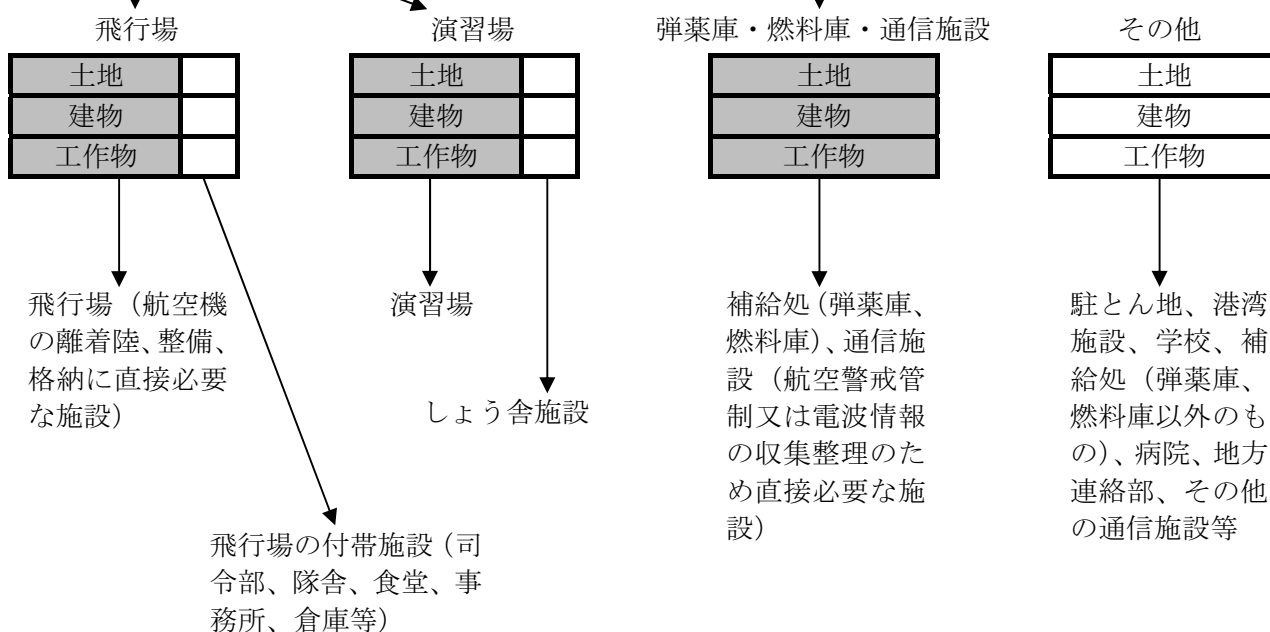 飛行場
演習場
弾薬庫・燃料庫・通信施設
その他
土地
建物
工作物
土地
建物
工作物
土地
建物
工作物
土地
建物
工作物
飛行場（航空機
の離着陸、整備、
格納に直接必要
な施設）
演習場
しょう舎施設
補給処（弾薬庫、
燃料庫）、通信施
設（航空警戒管
制又は電波情報
の収集整理のた
め直接必要な施
設）
駐とん地、港湾
施設、学校、補
給処（弾薬庫、
燃料庫以外のも
の）、病院、地方
連絡部、その他
の通信施設等
飛行場の付帯施設（司
令部、隊舎、食堂、事
務所、倉庫等）